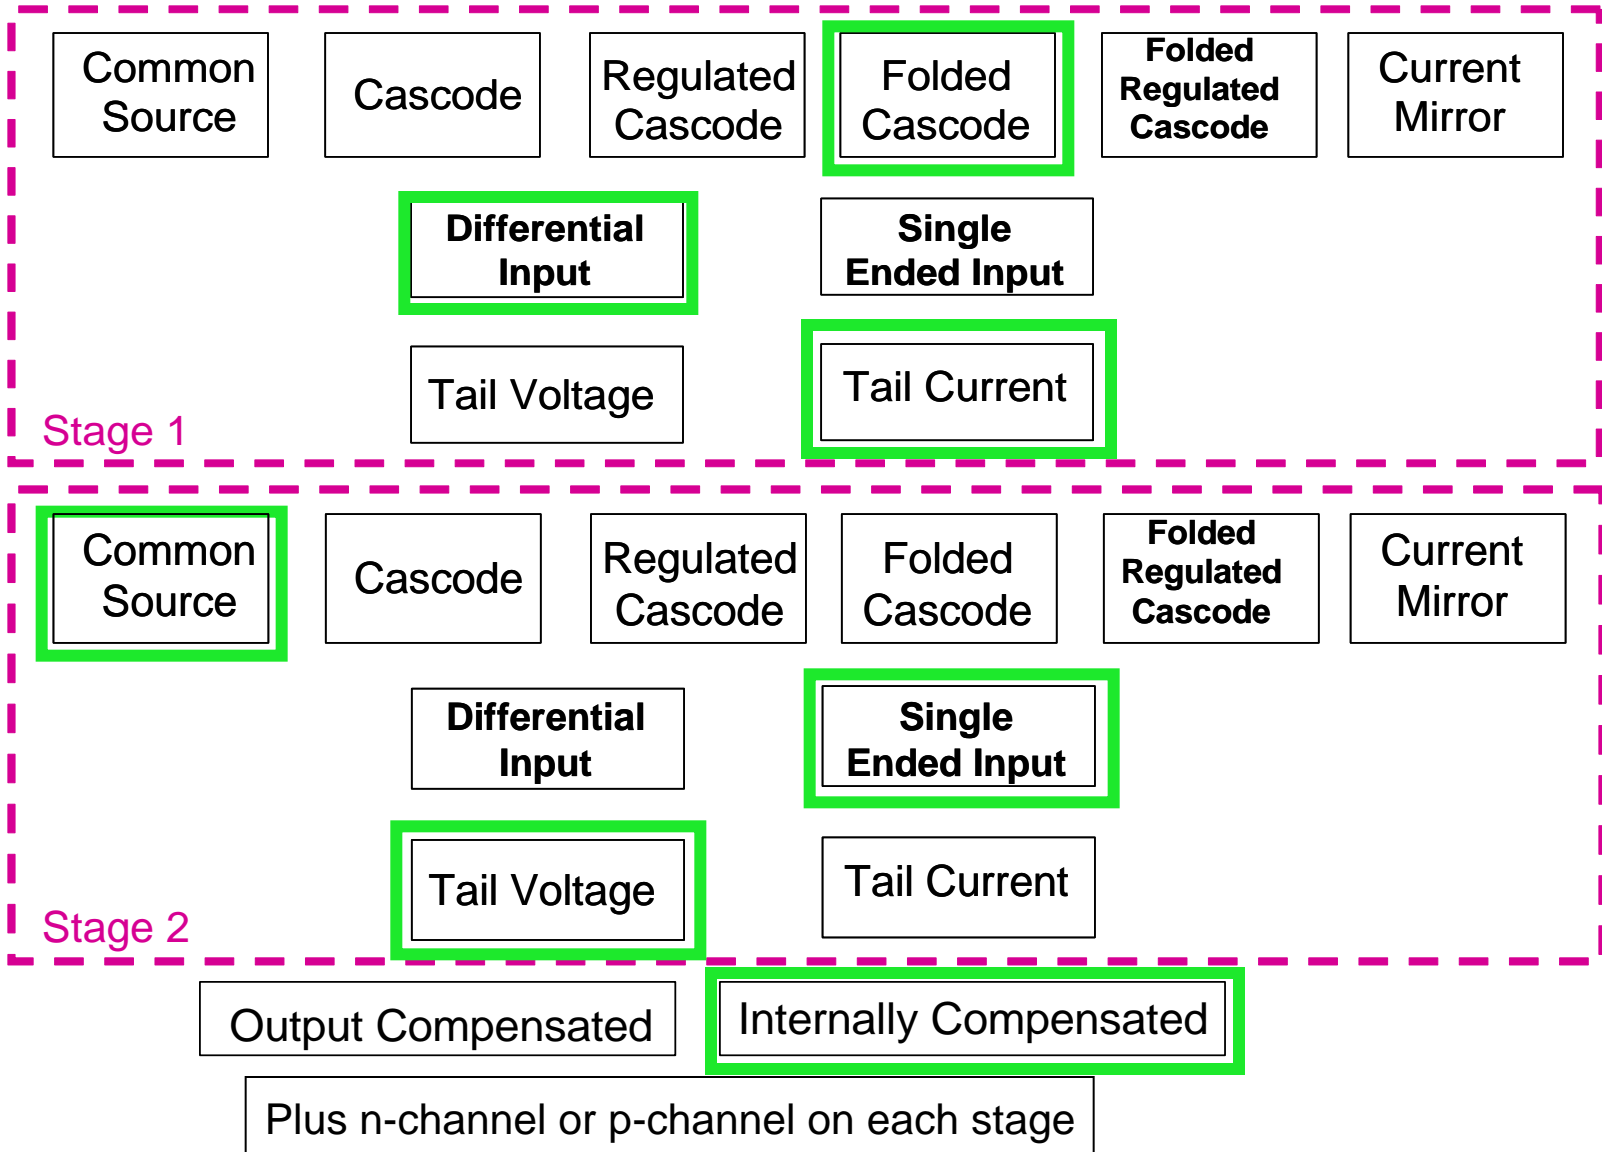 Common
Source
Cascode
Regulated
Cascode
Folded
Cascode
Folded
Regulated
Cascode
Current
Mirror
Differential
Input
Single
Ended Input
Tail Voltage
Tail Current
Stage 1
Common
Source
Cascode
Regulated
Cascode
Folded
Cascode
Folded
Regulated
Cascode
Current
Mirror
Differential
Input
Single
Ended Input
Tail Voltage
Tail Current
Stage 2
Output Compensated
Internally Compensated
Plus n-channel or p-channel on each stage